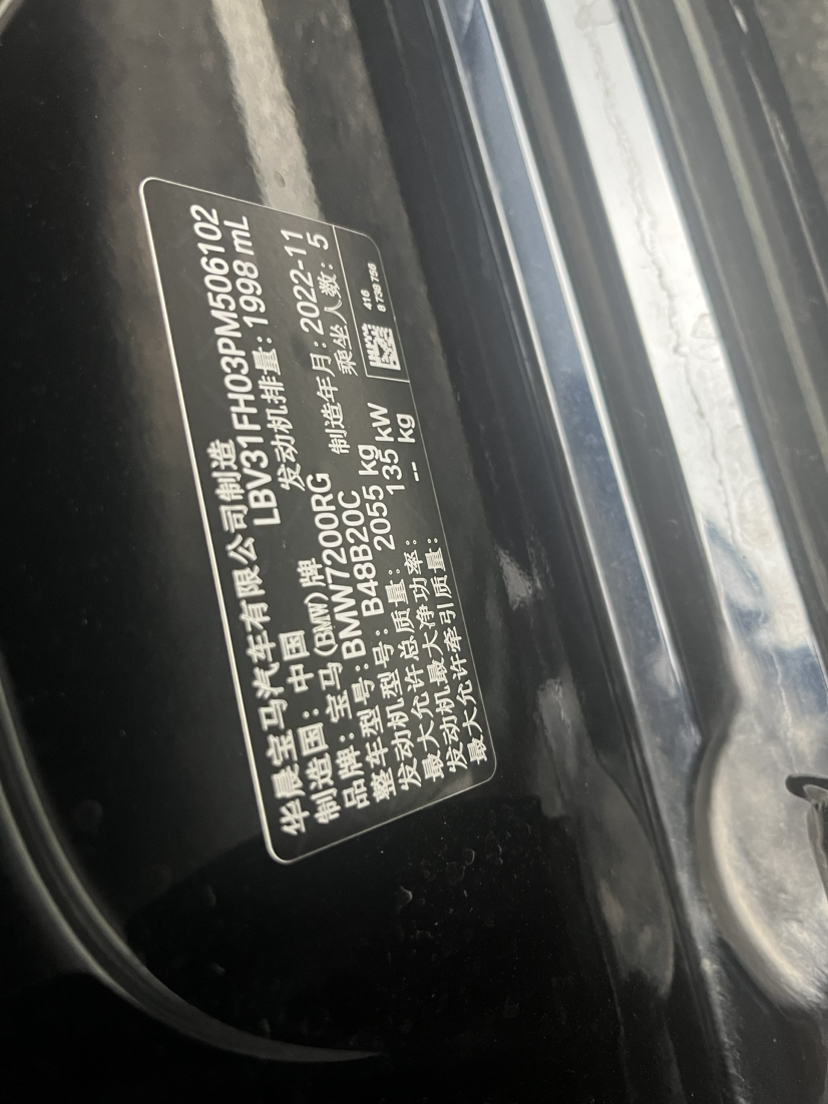 华晨宝马汽车有限公司制造
制造国：中国 LBV31FH03PM506102
品牌：宝马(BMW)牌 发动机排量：1998 mL
整车型号：BMW7200RG
发动机型号：B48B20C 制造年月：2022-11
最大允许总质量：2055 kg 乘坐人数：5
发动机最大净功率：135 kW
最大允许牵引质量：-- kg
416
8 738 756